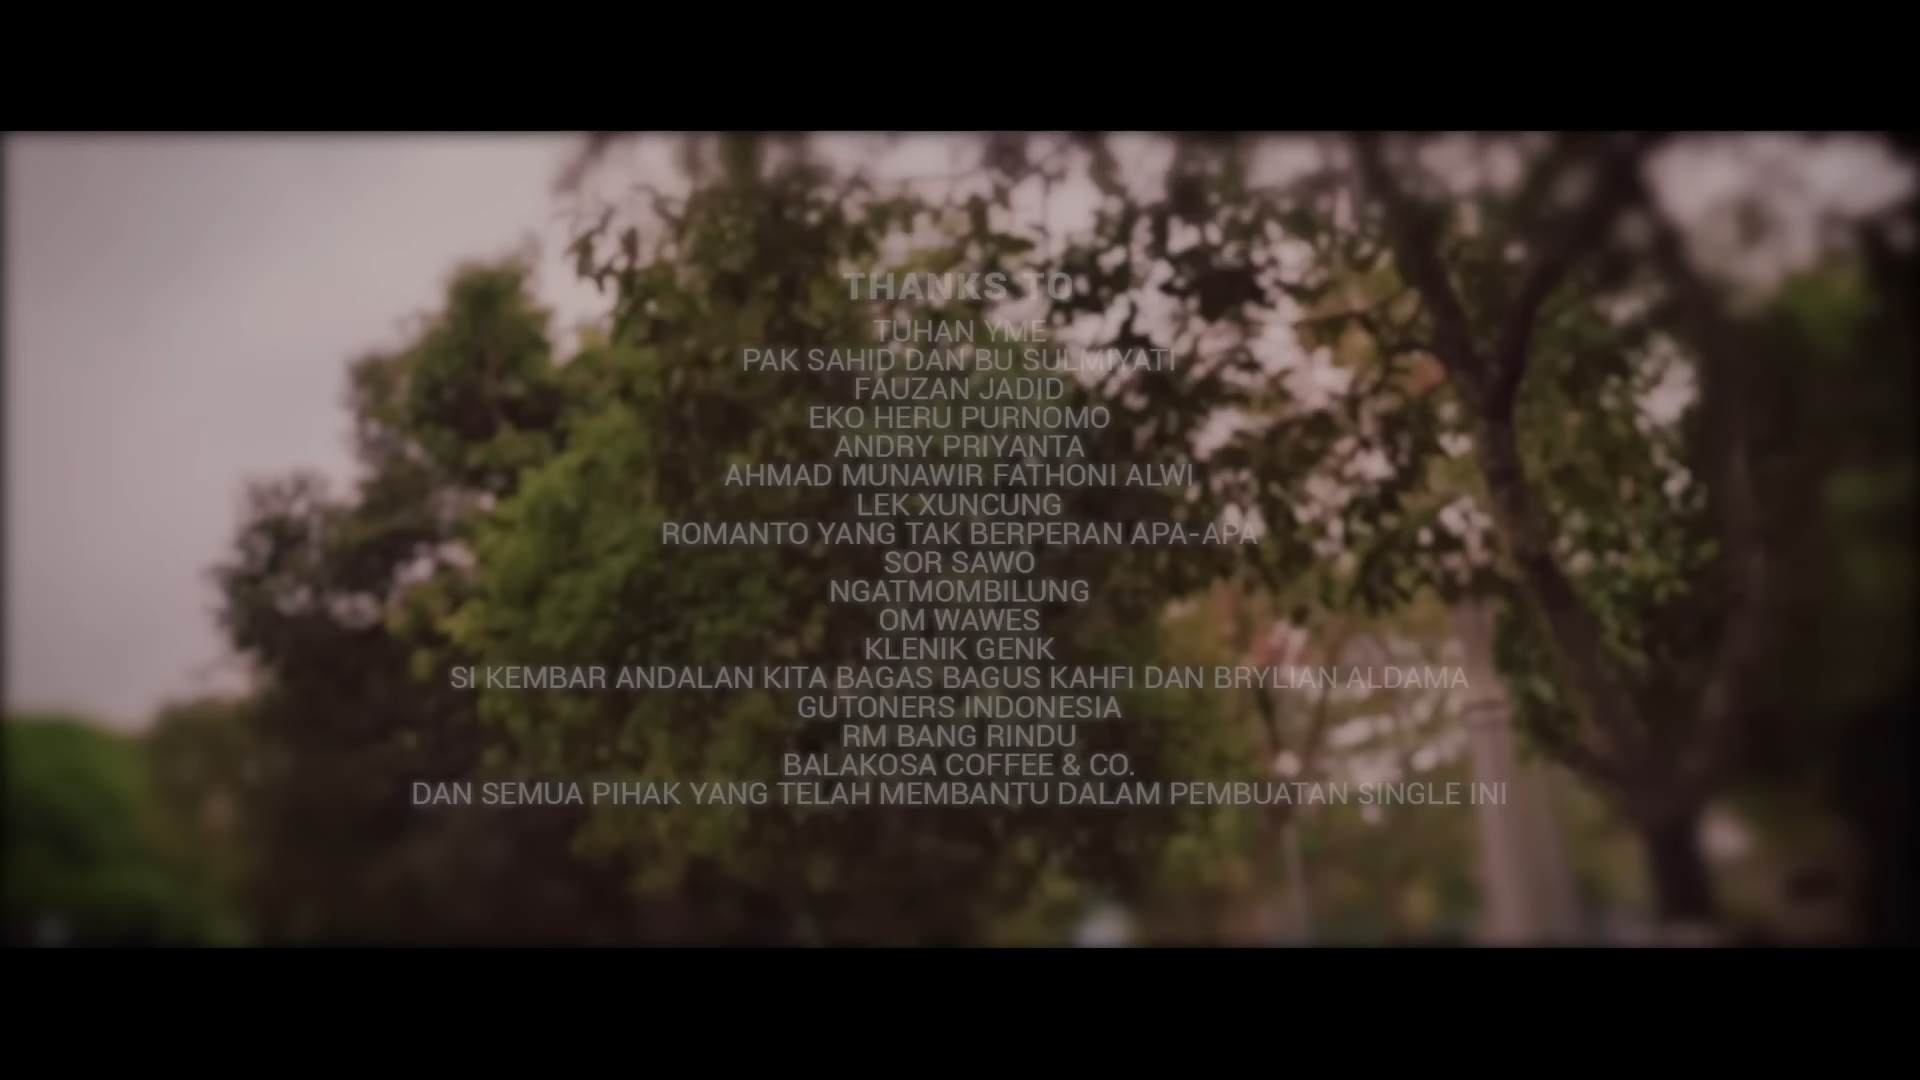 THANKS TO
TUHAN YME
PAK SAHID DAN BU SULMIYATI
FAUZAN JADID
EKO HERU PURNOMO
ANDRY PRIYANTA
AHMAD MUNAWIR FATHONI ALWI
LEK XUNCUNG
ROMANTO YANG TAK BERPERAN APA-APA
SOR SAWO
NGATMOMBILUNG
OM WAWES
KLENIK GENK
SI KEMBAR ANDALAN KITA BAGAS BAGUS KAHFI DAN BRYLIAN ALDAMA
GUTONERS INDONESIA
RM BANG RINDU
BALAKOSA COFFEE & CO.
DAN SEMUA PIHAK YANG TELAH MEMBANTU DALAM PEMBUATAN SINGLE INI